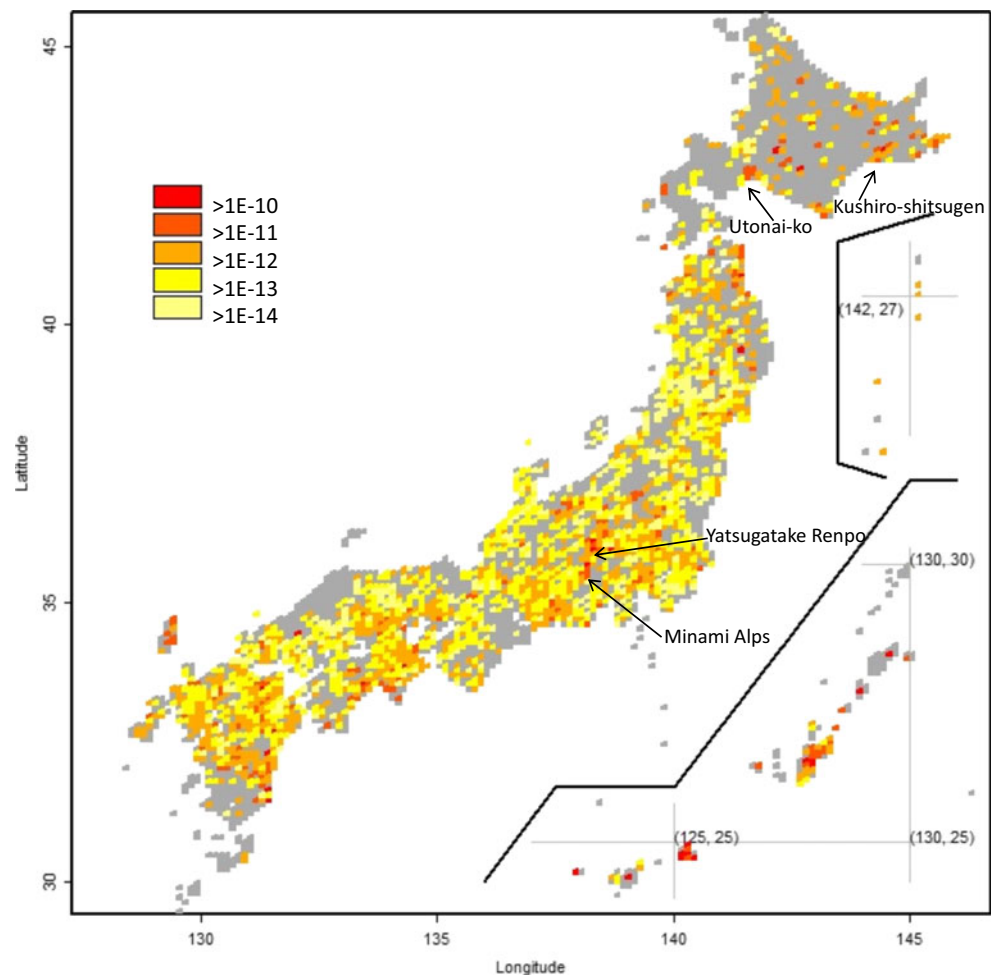 45
40
35
30
Latitude
>1E-10
>1E-11
>1E-12
>1E-13
>1E-14
Kushiro-shitsugen
Utonai-ko
(142, 27)
Yatsugatake Renpo
(130, 30)
Minami Alps
(125, 25)
(130, 25)
130
135
140
145
Longitude